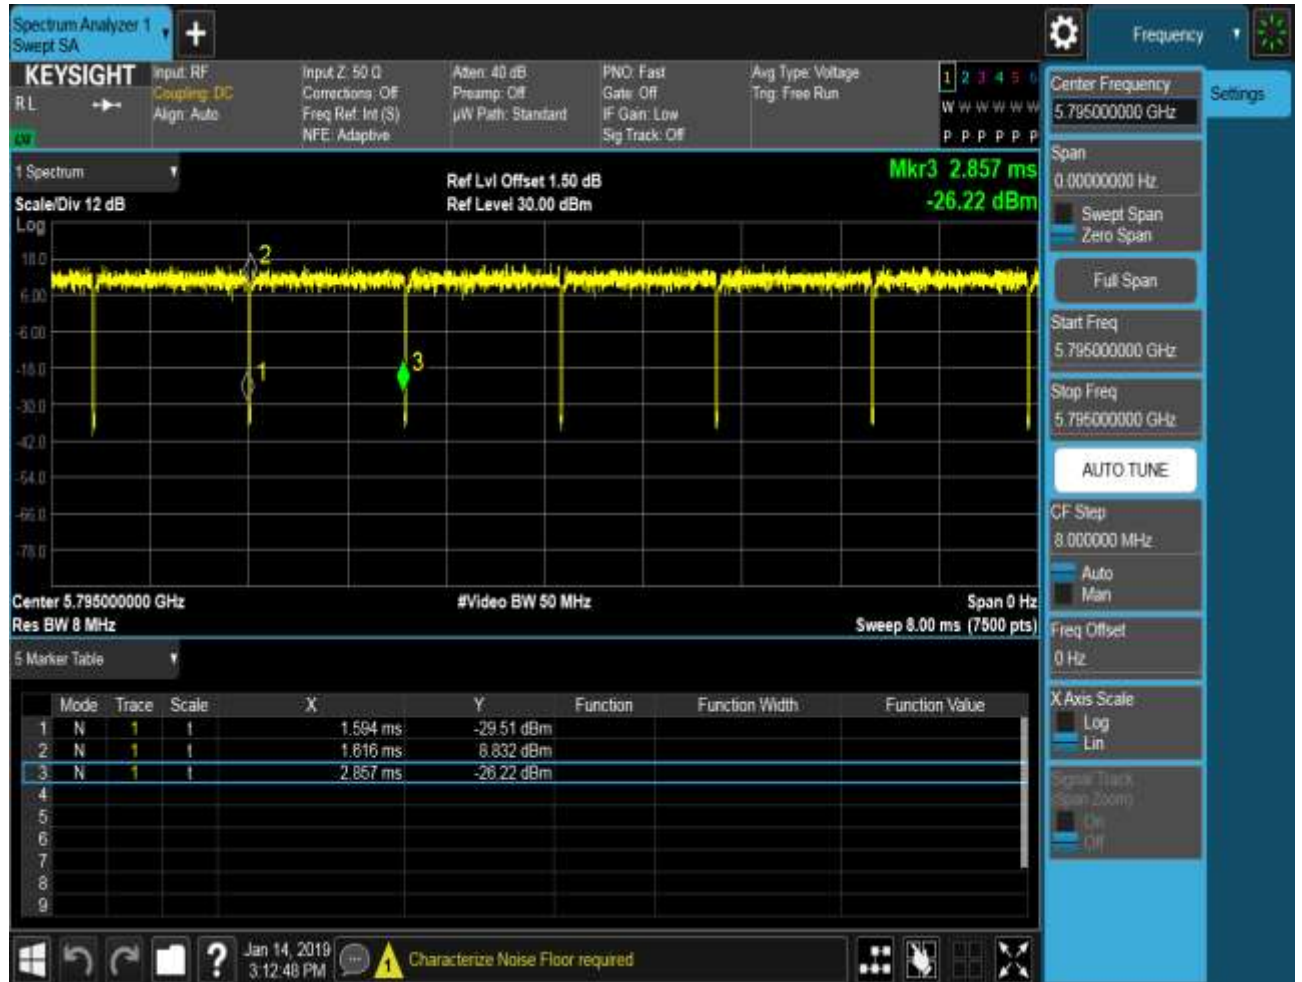 Spectrum Analyzer 1
Swept SA
Frequency
KEYSIGHT
R L
Input: RF
Coupling: DC
Align: Auto
Input Z: 50 Ω
Corrections: Off
Freq Ref: Int (S)
NFE: Adaptive
Atten: 40 dB
Preamp: Off
µW Path: Standard
PNO: Fast
Gate: Off
IF Gain: Low
Sig Track: Off
Avg Type: Voltage
Trig: Free Run
1 2 3 4 5 6
W W W W W W
P P P P P P
1 Spectrum
Scale/Div 12 dB
Log
Ref Lvl Offset 1.50 dB
Ref Level 30.00 dBm
Mkr3 2.857 ms
-26.22 dBm
18.0
6.00
-6.00
-18.0
-30.0
-42.0
-54.0
-66.0
-78.0
2
1
3
Center 5.795000000 GHz
#Video BW 50 MHz
Span 0 Hz
Res BW 8 MHz
Sweep 8.00 ms (7500 pts)
5 Marker Table
Mode Trace Scale X Y Function Function Width Function Value
1 N 1 t 1.594 ms -29.51 dBm
2 N 1 t 1.616 ms 8.832 dBm
3 N 1 t 2.857 ms -26.22 dBm
4
5
6
7
8
9
Jan 14, 2019
3:12:48 PM
Characterize Noise Floor required
Center Frequency
5.795000000 GHz
Settings
Span
0.00000000 Hz
Swept Span
Zero Span
Full Span
Start Freq
5.795000000 GHz
Stop Freq
5.795000000 GHz
AUTO TUNE
CF Step
8.000000 MHz
Auto
Man
Freq Offset
0 Hz
X Axis Scale
Log
Lin
Signal Track
(Span Zoom)
On
Off